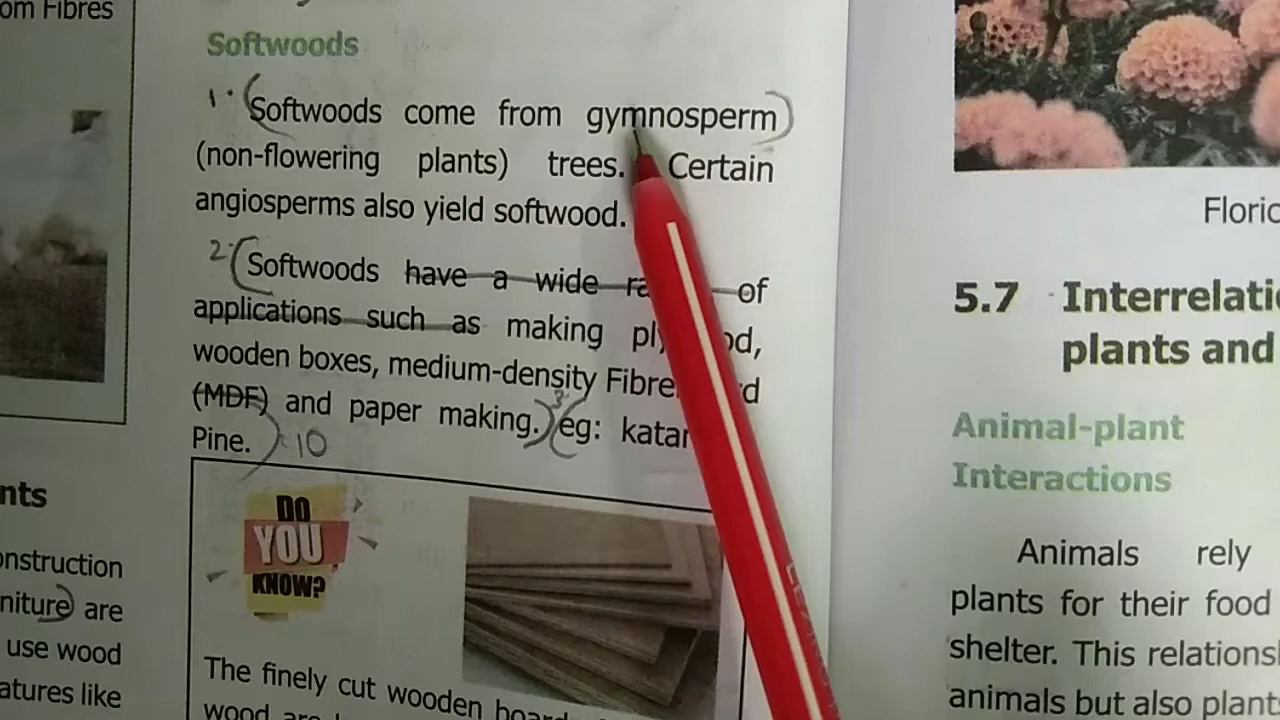 om Fibres
nts
onstruction
niture) are
use wood
atures like
Softwoods
1. (Softwoods come from gymnosperm)
(non-flowering plants) trees. Certain
angiosperms also yield softwood.
2. (Softwoods have a wide ra of
applications such as making ply od,
wooden boxes, medium-density Fibre d
(MDF) and paper making.) 3. (eg: katar
Pine.) 10
DO
YOU
KNOW?
The finely cut wooden board
wood are
Floric
5.7 Interrelati
plants and
Animal-plant
Interactions
Animals rely
plants for their food
shelter. This relations
animals but also plant